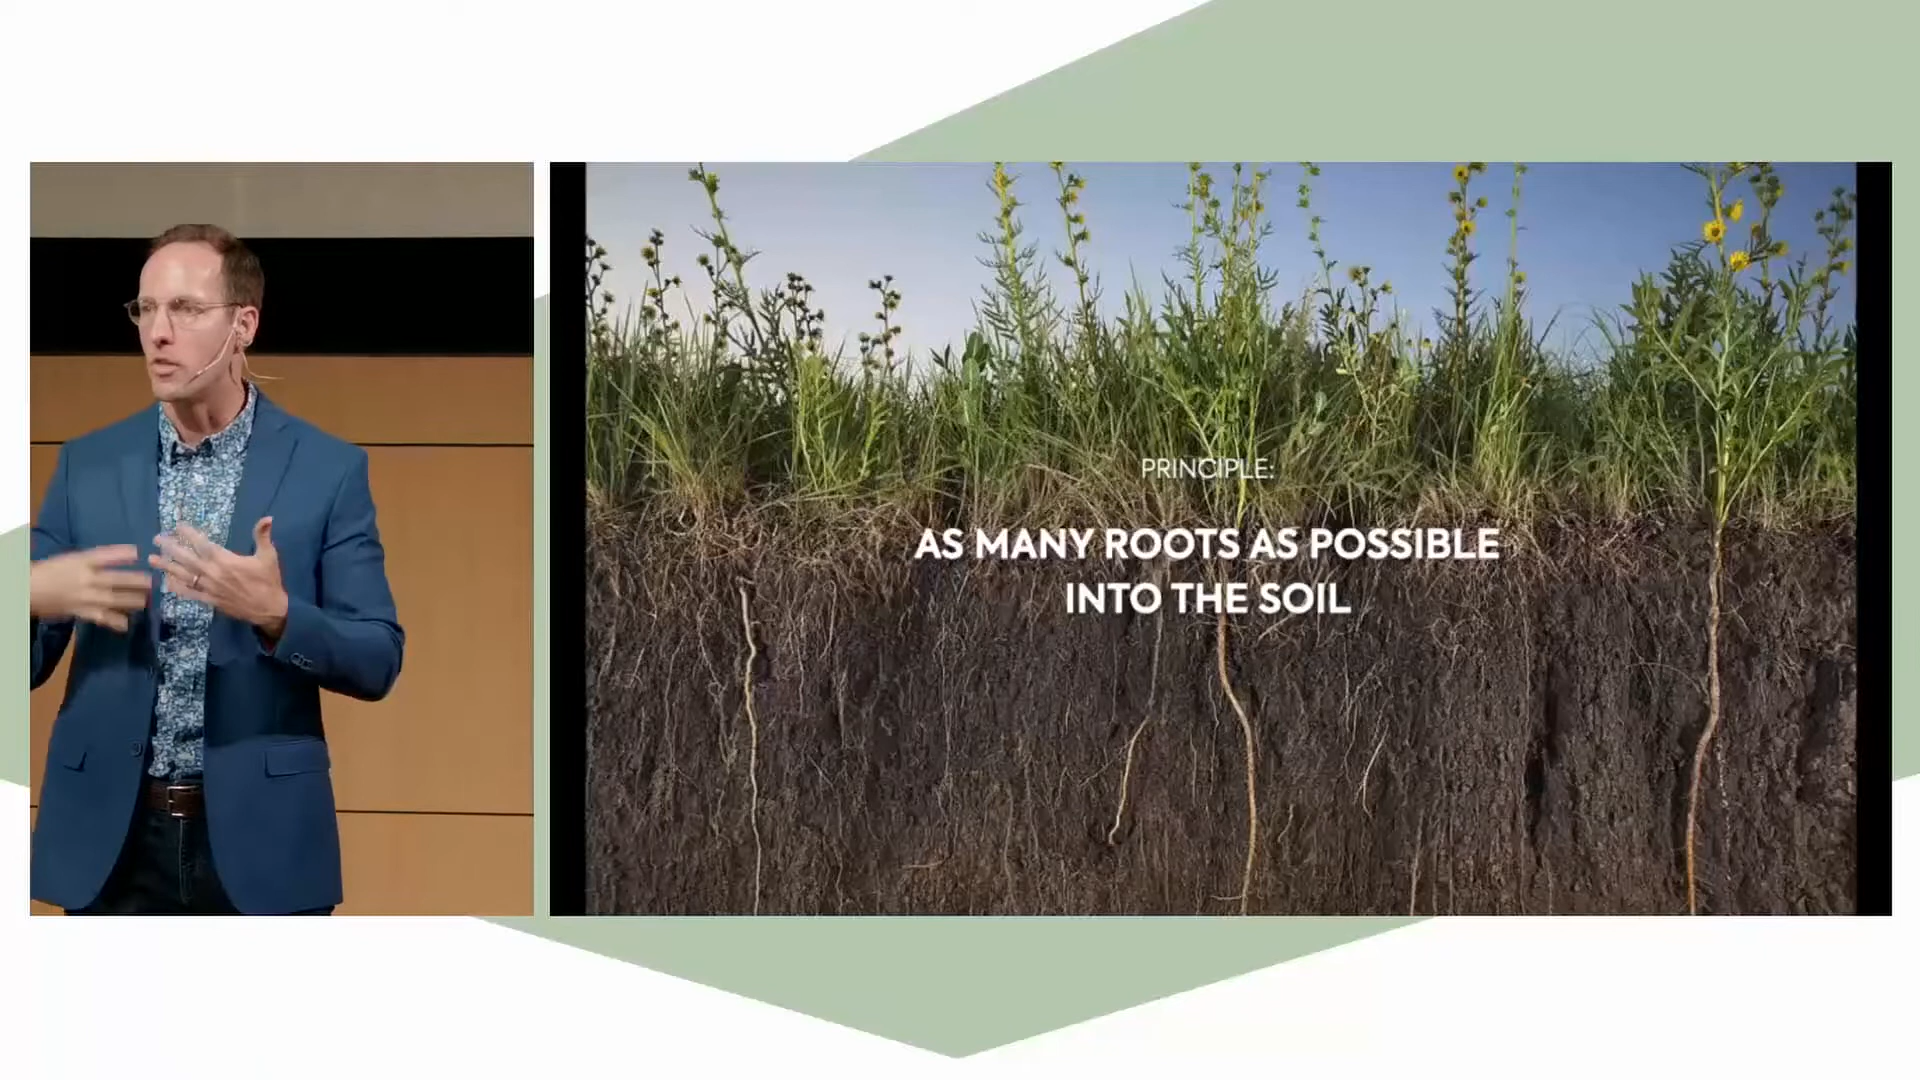 PRINCIPLE:
AS MANY ROOTS AS POSSIBLE
INTO THE SOIL